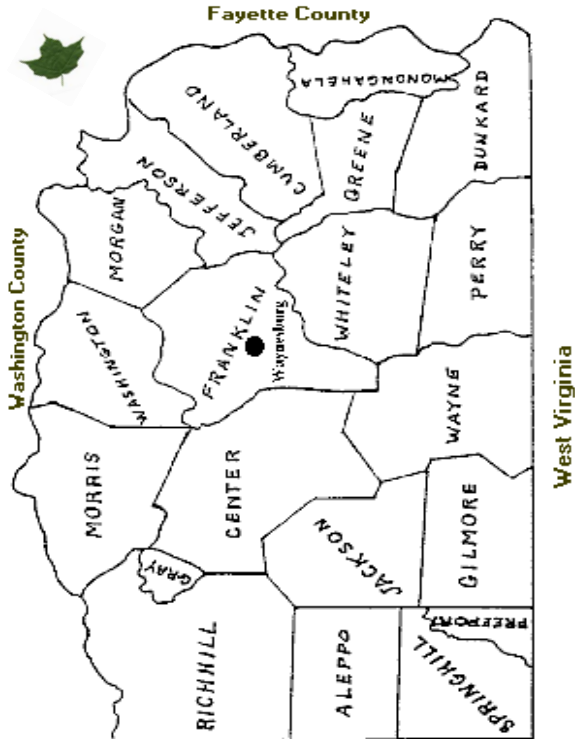 Fayette County
MONONGAHELA
CUMBERLAND
DUNKARD
GREENE
JEFFERSON
MORGAN
WHITELEY
PERRY
Washington County
FRANKLIN
Waynesburg
WASHINGTON
WAYNE
West Virginia
MORRIS
CENTER
GILMORE
JACKSON
GRAY
FREEPORT
SPRINGHILL
ALEPPO
RICHHILL